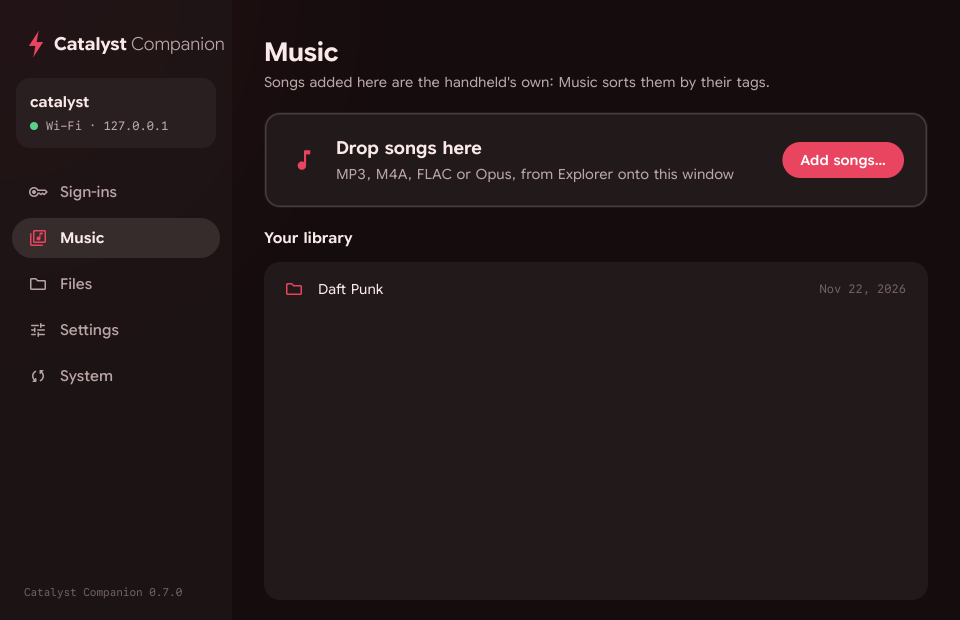 Catalyst Companion
catalyst
Wi-Fi · 127.0.0.1
Sign-ins
Music
Files
Settings
System
Catalyst Companion 0.7.0
Music
Songs added here are the handheld's own: Music sorts them by their tags.
Drop songs here
MP3, M4A, FLAC or Opus, from Explorer onto this window
Add songs...
Your library
Daft Punk
Nov 22, 2026